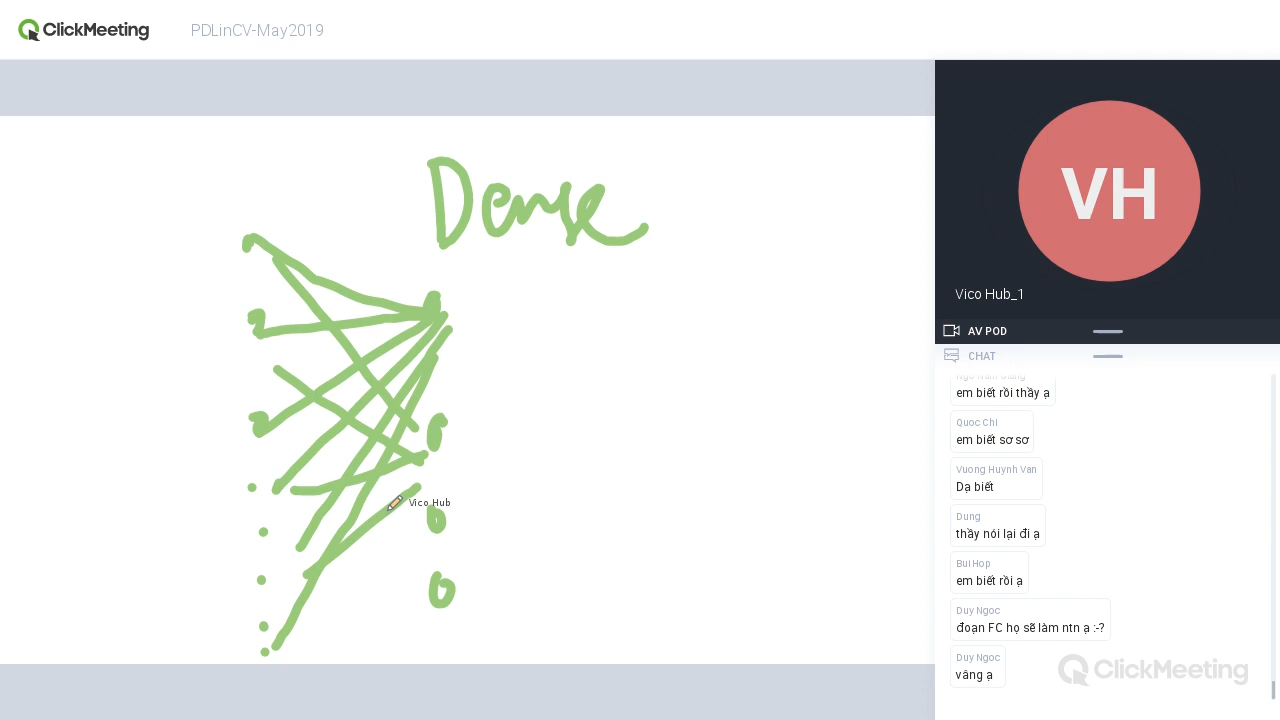 ClickMeeting
PDLinCV-May2019
Dense
Vico Hub
VH
Vico Hub_1
AV POD
CHAT
em biết rồi thầy ạ
Quoc Chi
em biết sơ sơ
Vuong Huynh Van
Dạ biết
Dung
thầy nói lại đi ạ
Bui Hop
em biết rồi ạ
Duy Ngoc
đoạn FC họ sẽ làm ntn ạ :-?
Duy Ngoc
vâng ạ
ClickMeeting